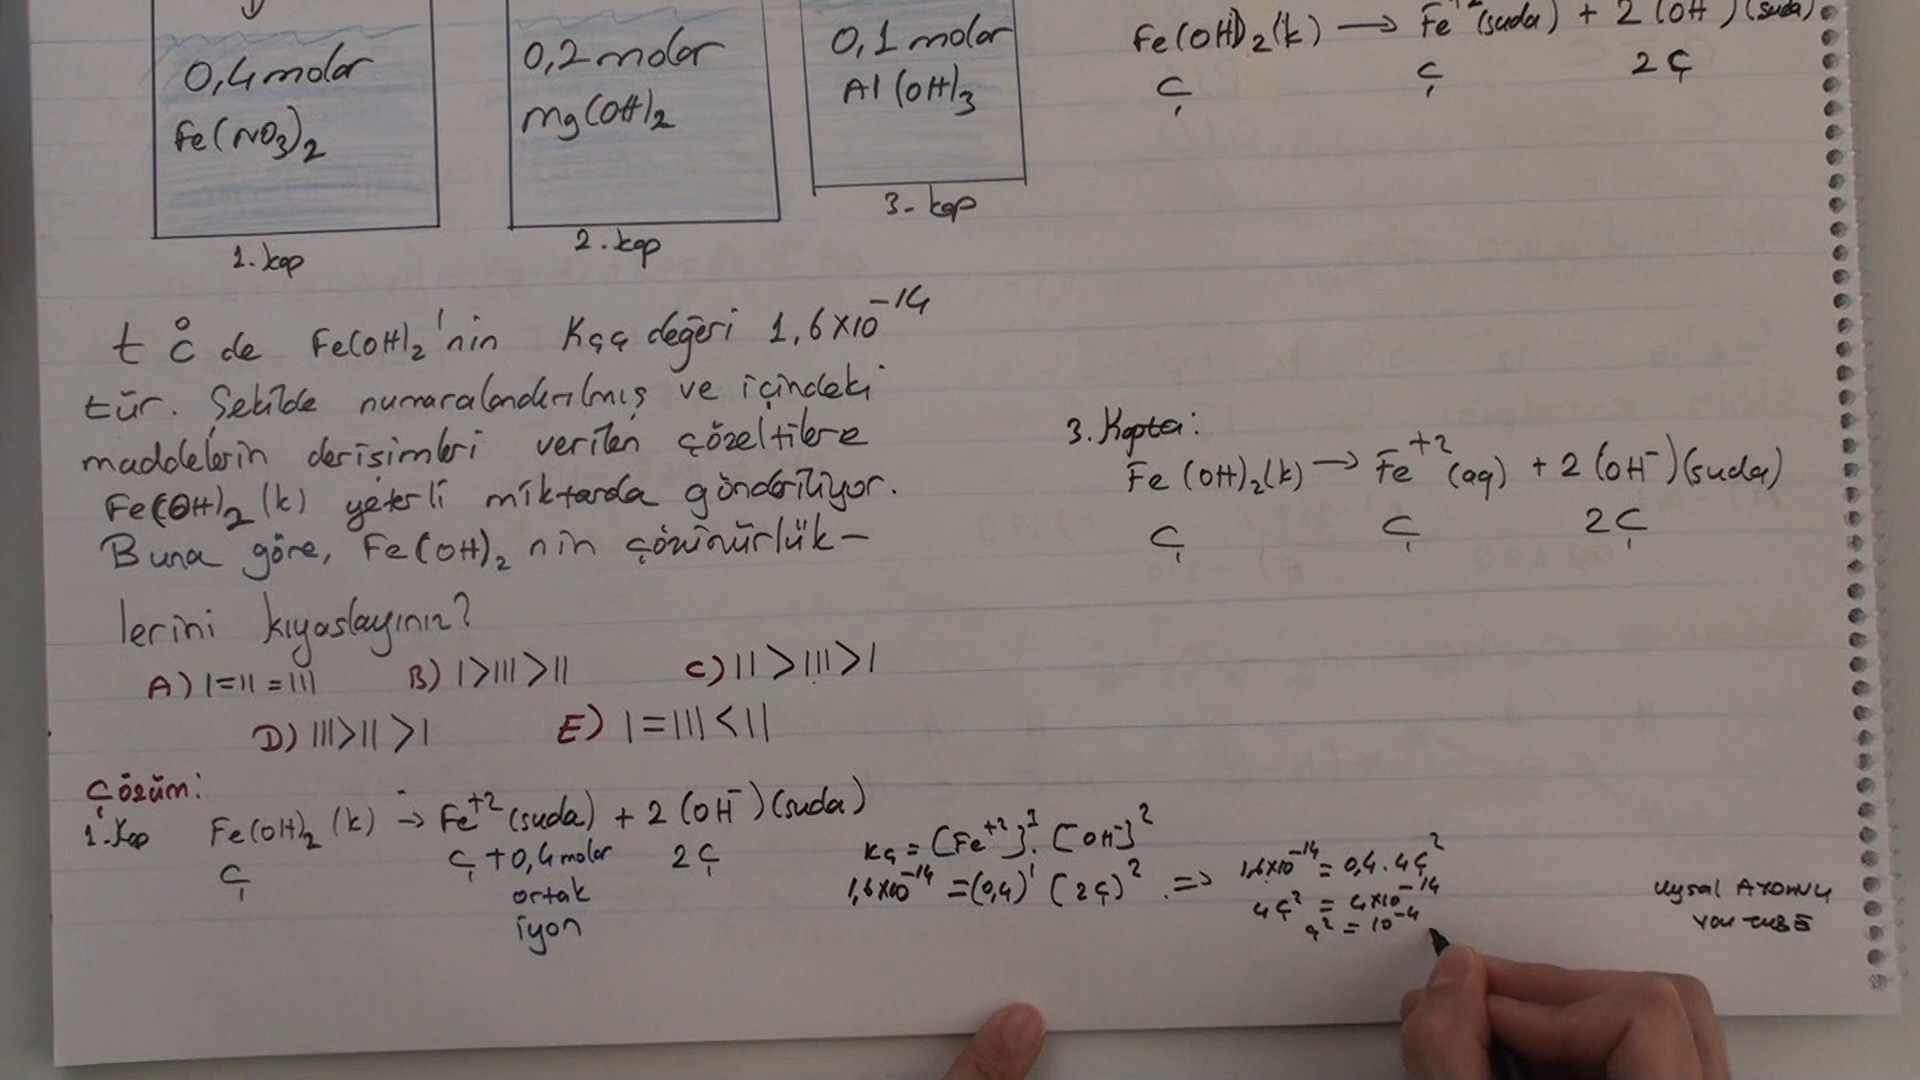 0,4 molar
Fe(NO3)2
1. kap
0,2 molar
mg(OH)2
2. kap
0,1 molar
Al(OH)3
3- kap
Fe(OH)2(k) → Fe+2(suda) + 2(OH-)(suda)
Ç Ç 2Ç
t °C de Fe(OH)2'nin Kçç değeri 1,6x10-14
tür. Şekilde numaralandırılmış ve içindeki
maddelerin derişimleri verilen çözeltilere
Fe(OH)2(k) yeterli miktarda gönderiliyor.
Buna göre, Fe(OH)2 nin çözünürlük-
lerini kıyaslayınız?
A) I=II=III B) I>III>II C) II>III>I
D) III>II>I E) I=III<II
3. Kapta:
Fe(OH)2(k) → Fe+2(aq) + 2(OH-)(suda)
Ç Ç 2Ç
Çözüm:
1. Kap Fe(OH)2(k) → Fe+2(suda) + 2(OH-)(suda)
Ç Ç+0,4 molar 2Ç
ortak
iyon
Kç = [Fe+2]1.[OH-]2
1,6x10-14 = (0,4)1 (2Ç)2 =>
1,6x10-14 = 0,4.4Ç2
4Ç2 = 4x10-14
Ç2 = 10-4